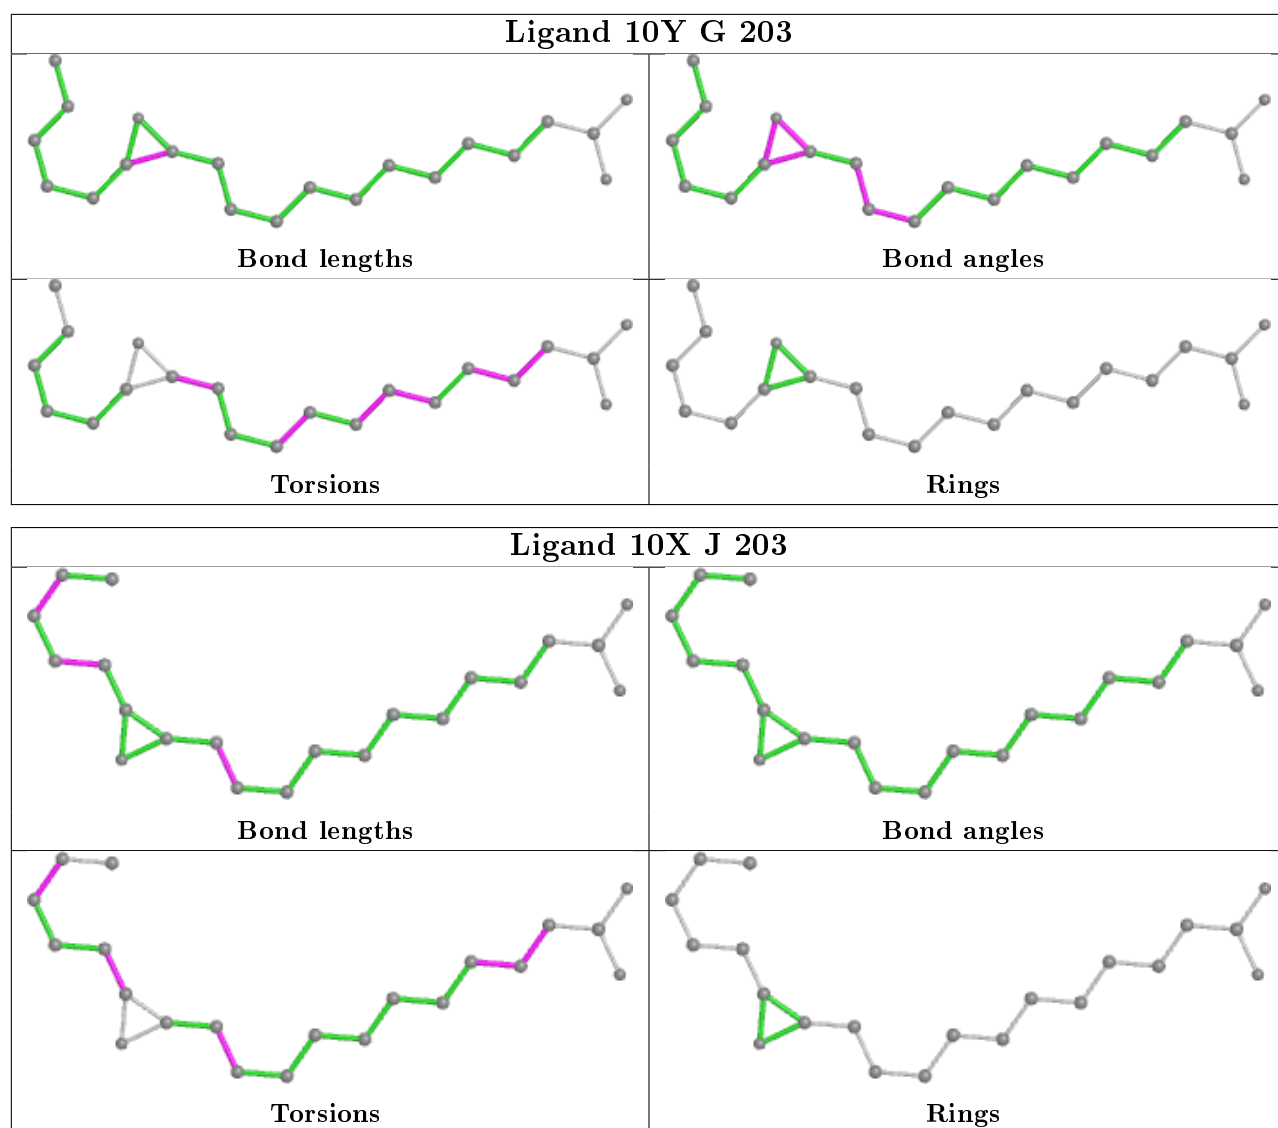 Ligand 10Y G 203
Bond lengths
Bond angles
Torsions
Rings
Ligand 10X J 203
Bond lengths
Bond angles
Torsions
Rings